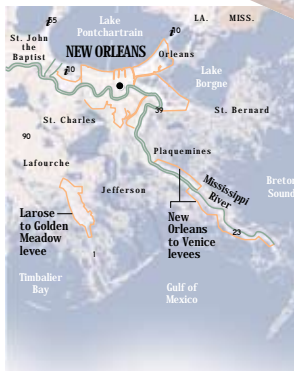 55
Lake
Pontchartrain
10
LA.
MISS.
St. John
the
Baptist
NEW ORLEANS
Orleans
10
Lake
Borgne
St. Charles
39
St. Bernard
90
Plaquemines
Lafourche
Jefferson
Mississippi
River
Breton
Sound
Larose
to Golden
Meadow
levee
New
Orleans
to Venice
levees
23
1
Timbalier
Bay
Gulf of
Mexico